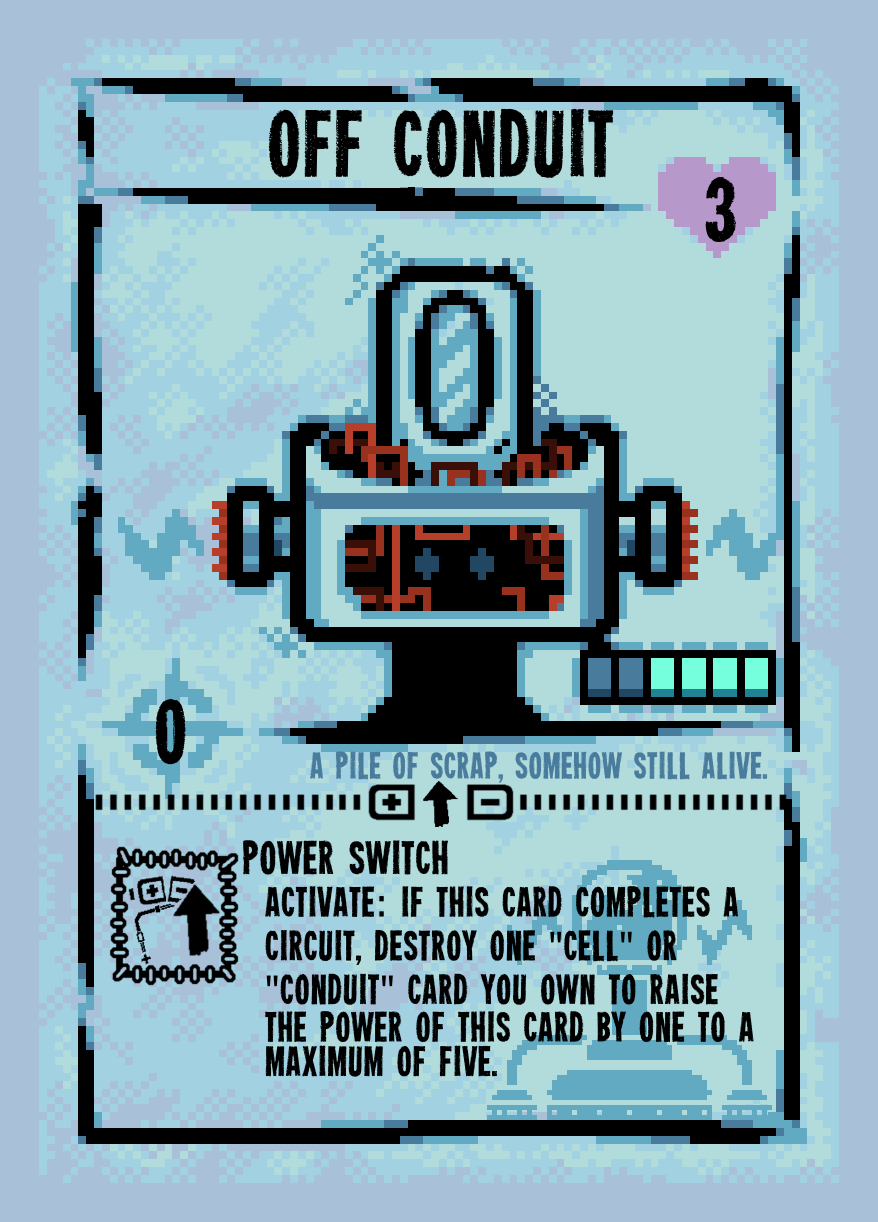 OFF CONDUIT
3
0
A PILE OF SCRAP, SOMEHOW STILL ALIVE.
POWER SWITCH
ACTIVATE: IF THIS CARD COMPLETES A
CIRCUIT, DESTROY ONE "CELL" OR
"CONDUIT" CARD YOU OWN TO RAISE
THE POWER OF THIS CARD BY ONE TO A
MAXIMUM OF FIVE.